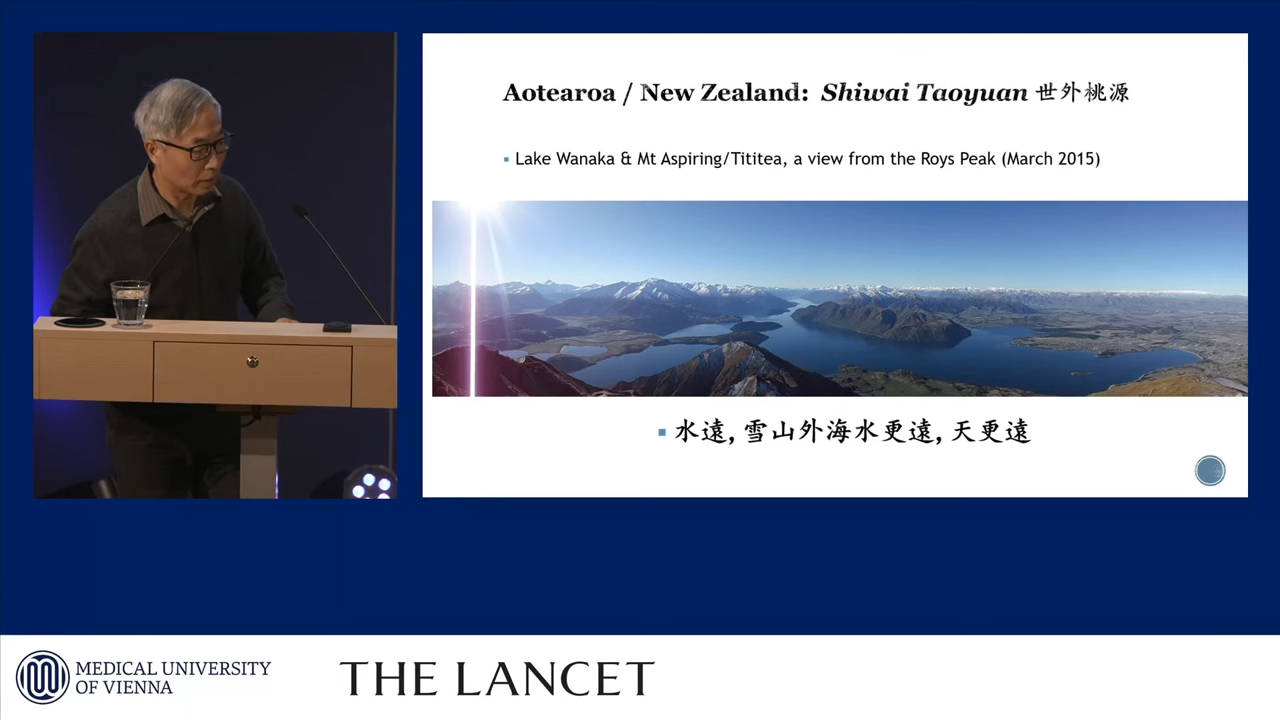 Aotearoa / New Zealand: Shiwai Taoyuan 世外桃源
Lake Wanaka & Mt Aspiring/Tititea, a view from the Roys Peak (March 2015)
水遠, 雪山外海水更遠, 天更遠
MEDICAL UNIVERSITY
OF VIENNA
THE LANCET